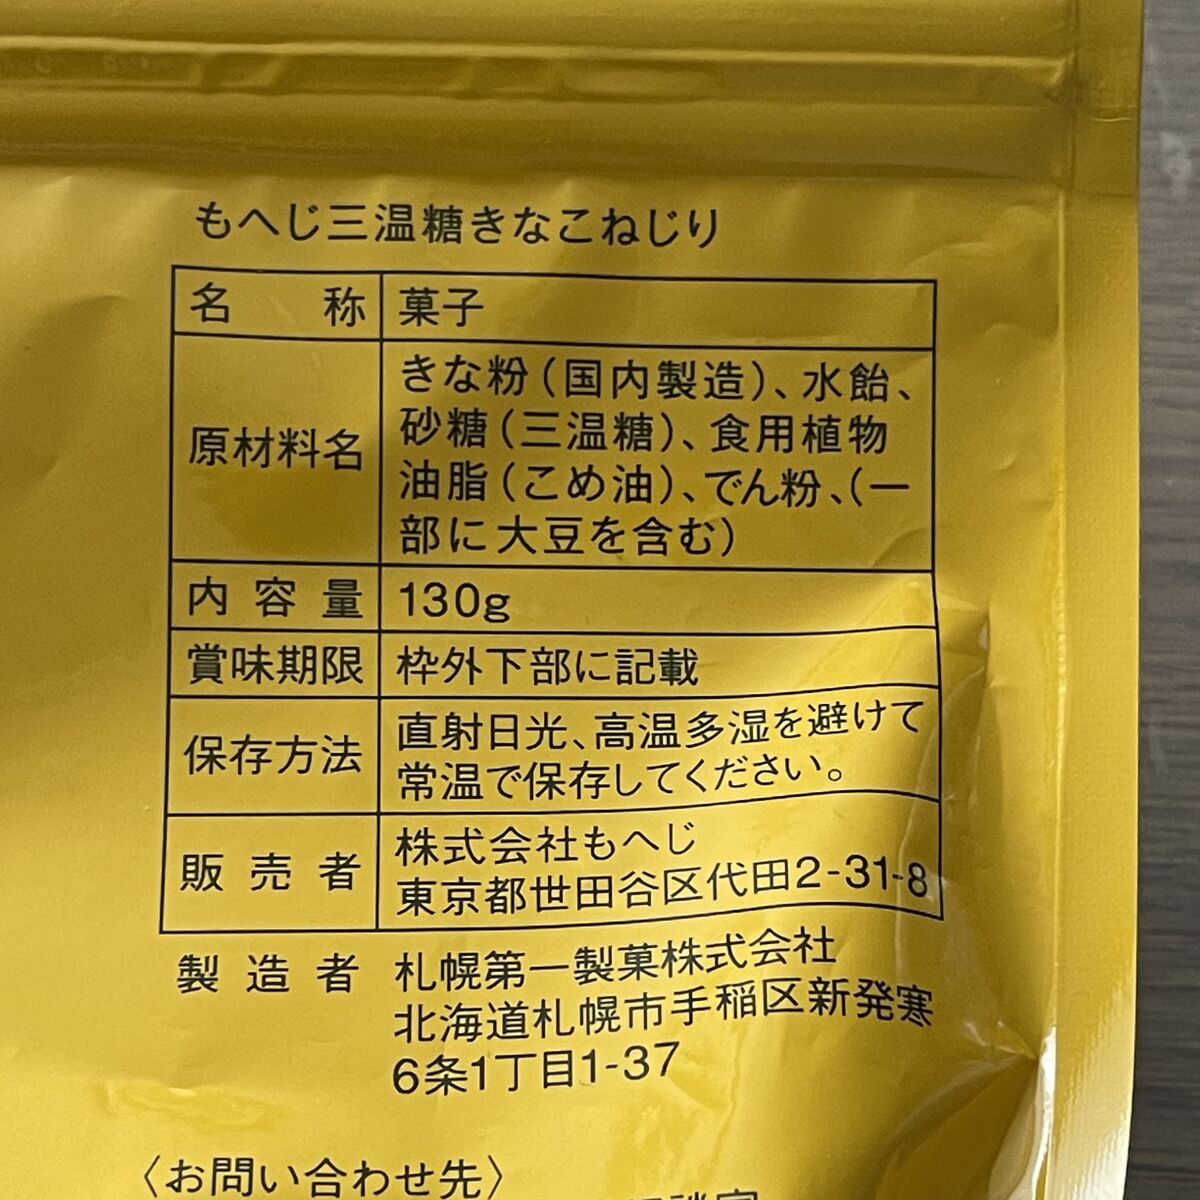 もへじ三温糖きなこねじり
名称 菓子
原材料名 きな粉(国内製造)、水飴、
砂糖(三温糖)、食用植物
油脂(こめ油)、でん粉、(一
部に大豆を含む)
内容量 130g
賞味期限 枠外下部に記載
保存方法 直射日光、高温多湿を避けて
常温で保存してください。
販売者 株式会社もへじ
東京都世田谷区代田2-31-8
製造者 札幌第一製菓株式会社
北海道札幌市手稲区新発寒
6条1丁目1-37
〈お問い合わせ先〉